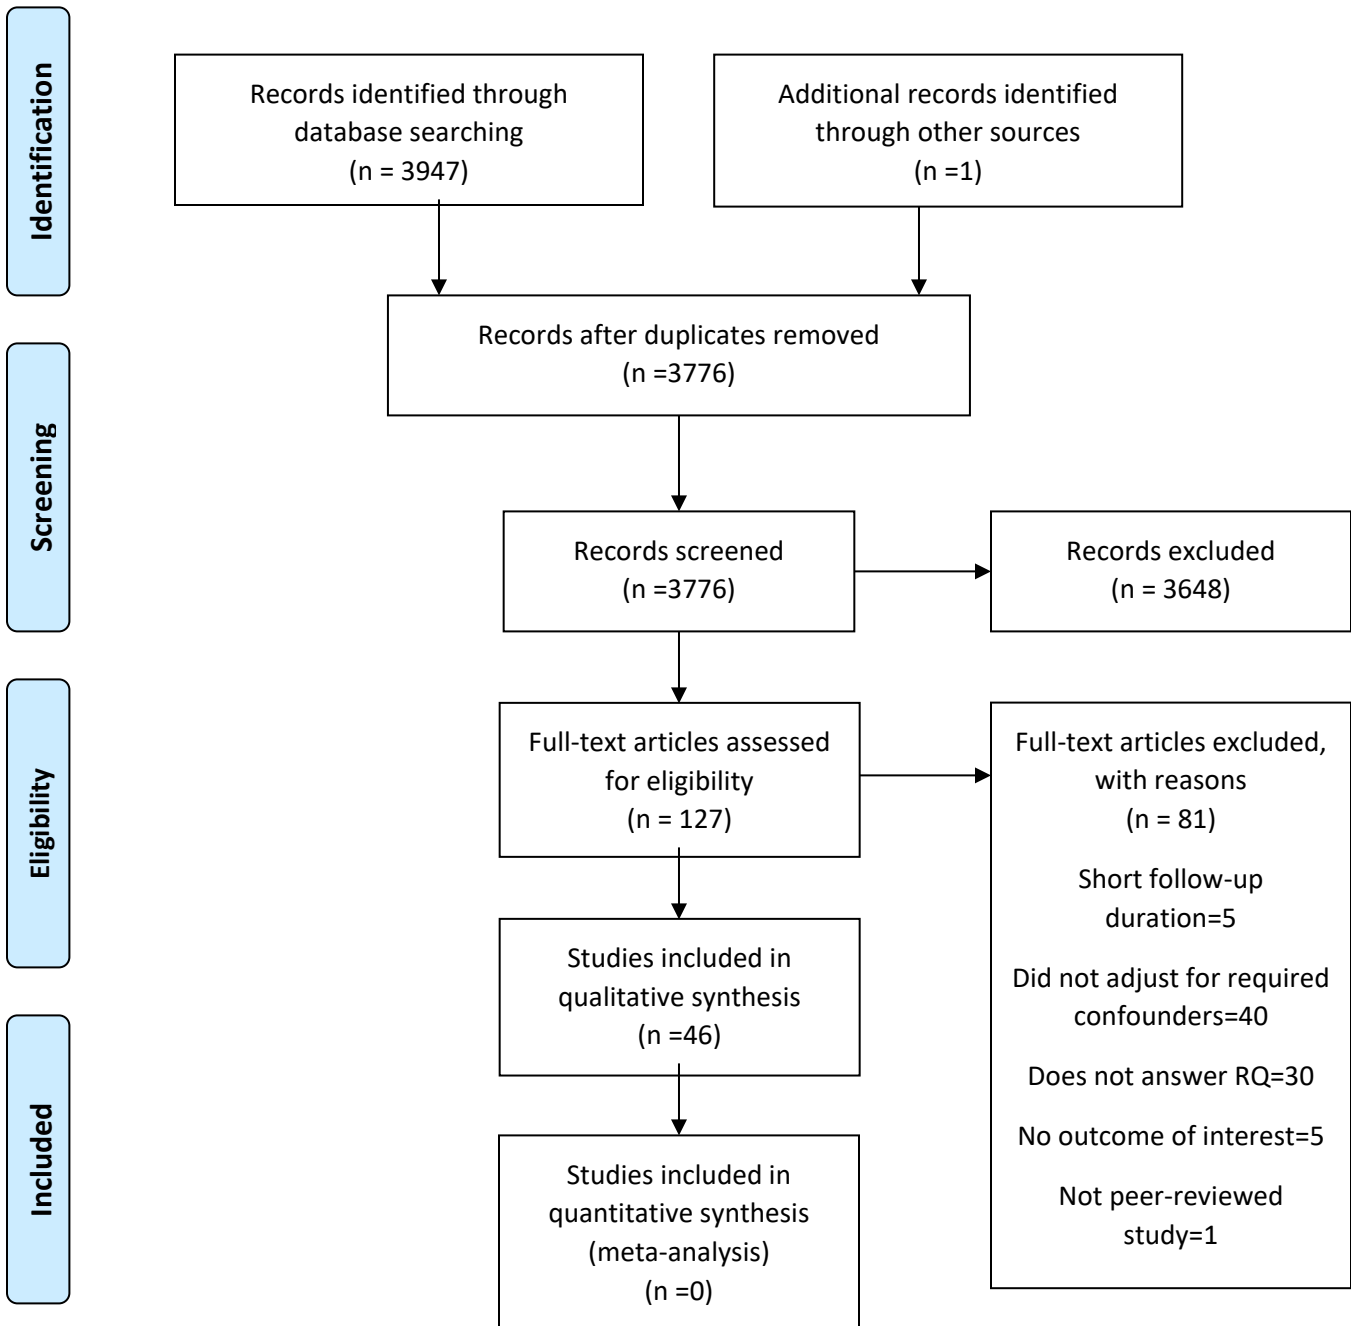 Identification
Records identified through
database searching
(n = 3947)
Additional records identified
through other sources
(n =1)
Records after duplicates removed
(n =3776)
Screening
Records screened
(n =3776)
Records excluded
(n = 3648)
Eligibility
Full-text articles assessed
for eligibility
(n = 127)
Full-text articles excluded,
with reasons
(n = 81)
Short follow-up
duration=5
Did not adjust for required
confounders=40
Does not answer RQ=30
No outcome of interest=5
Not peer-reviewed
study=1
Studies included in
qualitative synthesis
(n =46)
Included
Studies included in
quantitative synthesis
(meta-analysis)
(n =0)